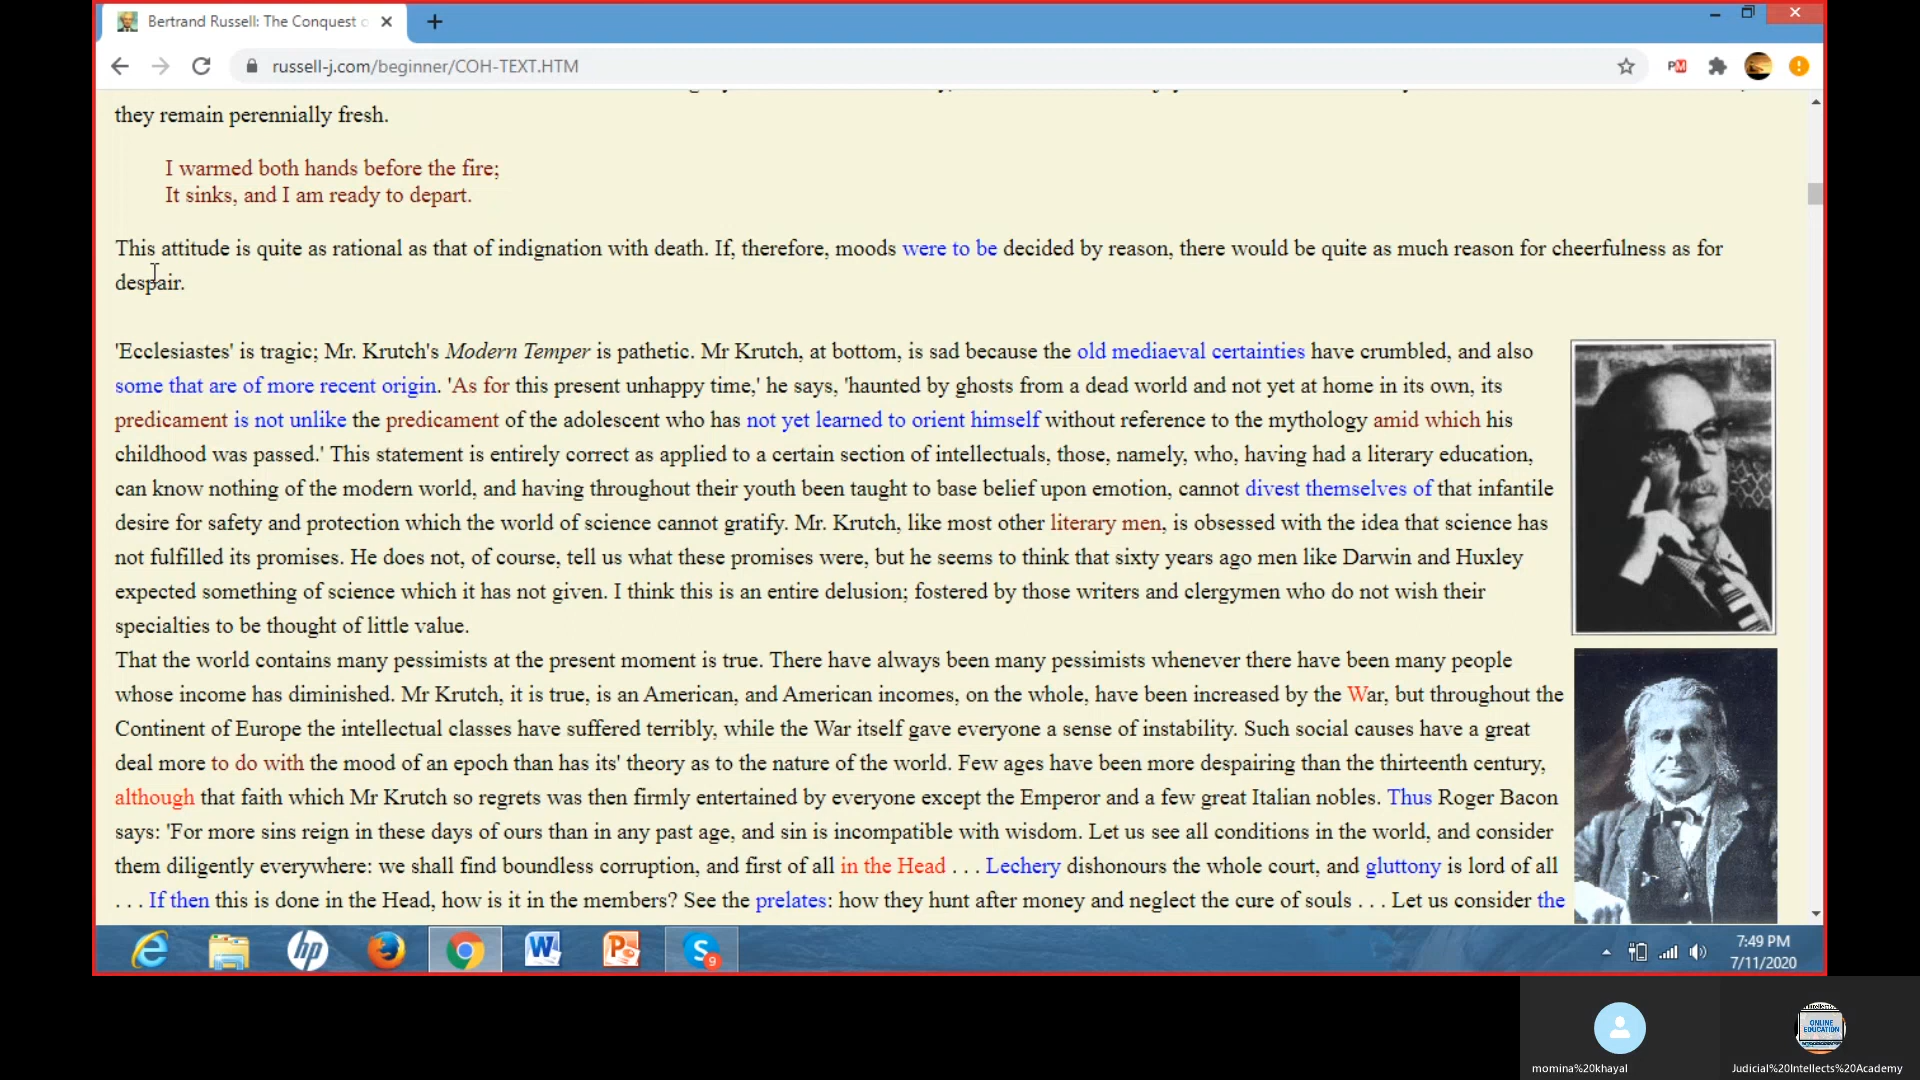 Bertrand Russell: The Conquest o
russell-j.com/beginner/COH-TEXT.HTM
PM
they remain perennially fresh.
I warmed both hands before the fire;
It sinks, and I am ready to depart.
This attitude is quite as rational as that of indignation with death. If, therefore, moods were to be decided by reason, there would be quite as much reason for cheerfulness as for
despair.
'Ecclesiastes' is tragic; Mr. Krutch's Modern Temper is pathetic. Mr Krutch, at bottom, is sad because the old mediaeval certainties have crumbled, and also
some that are of more recent origin. 'As for this present unhappy time,' he says, 'haunted by ghosts from a dead world and not yet at home in its own, its
predicament is not unlike the predicament of the adolescent who has not yet learned to orient himself without reference to the mythology amid which his
childhood was passed.' This statement is entirely correct as applied to a certain section of intellectuals, those, namely, who, having had a literary education,
can know nothing of the modern world, and having throughout their youth been taught to base belief upon emotion, cannot divest themselves of that infantile
desire for safety and protection which the world of science cannot gratify. Mr. Krutch, like most other literary men, is obsessed with the idea that science has
not fulfilled its promises. He does not, of course, tell us what these promises were, but he seems to think that sixty years ago men like Darwin and Huxley
expected something of science which it has not given. I think this is an entire delusion; fostered by those writers and clergymen who do not wish their
specialties to be thought of little value.
That the world contains many pessimists at the present moment is true. There have always been many pessimists whenever there have been many people
whose income has diminished. Mr Krutch, it is true, is an American, and American incomes, on the whole, have been increased by the War, but throughout the
Continent of Europe the intellectual classes have suffered terribly, while the War itself gave everyone a sense of instability. Such social causes have a great
deal more to do with the mood of an epoch than has its' theory as to the nature of the world. Few ages have been more despairing than the thirteenth century,
although that faith which Mr Krutch so regrets was then firmly entertained by everyone except the Emperor and a few great Italian nobles. Thus Roger Bacon
says: 'For more sins reign in these days of ours than in any past age, and sin is incompatible with wisdom. Let us see all conditions in the world, and consider
them diligently everywhere: we shall find boundless corruption, and first of all in the Head . . . Lechery dishonours the whole court, and gluttony is lord of all
. . . If then this is done in the Head, how is it in the members? See the prelates: how they hunt after money and neglect the cure of souls . . . Let us consider the
9
7:49 PM
7/11/2020
ONLINE
EDUCATION
momina%20khayal
Judicial%20Intellects%20Academy